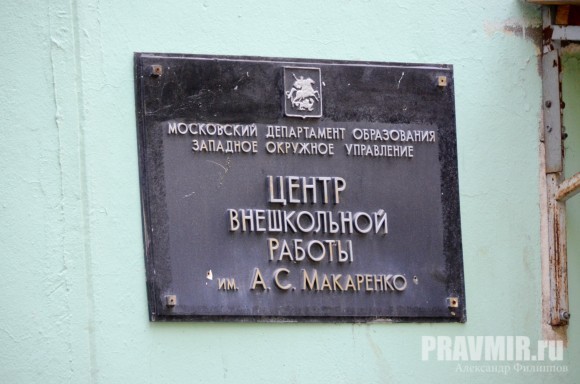 МОСКОВСКИЙ ДЕПАРТАМЕНТ ОБРАЗОВАНИЯ
ЗАПАДНОЕ ОКРУЖНОЕ УПРАВЛЕНИЕ
ЦЕНТР
ВНЕШКОЛЬНОЙ
РАБОТЫ
ИМ. А.С. МАКАРЕНКО
PRAVMIR.ru
Александр Филиппов